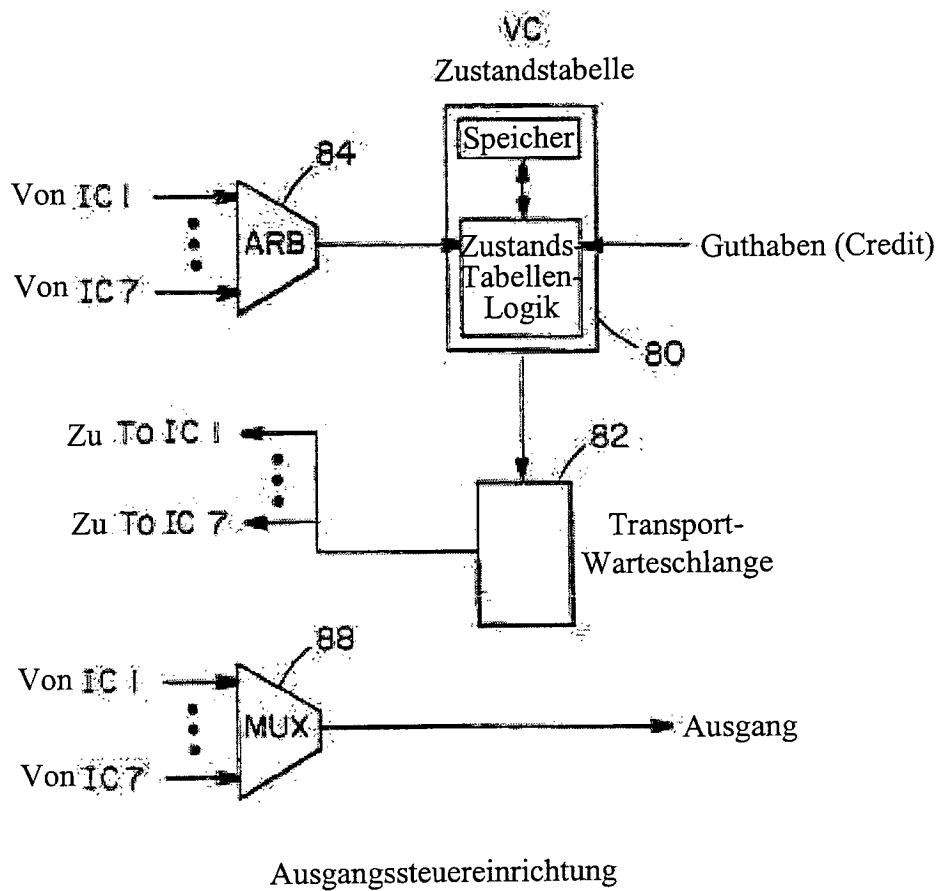 VC
Zustandstabelle
Speicher
84
Von IC 1
ARB
Von IC 7
Zustands-
Tabellen-
Logik
Guthaben (Credit)
80
Zu To IC 1
82
Zu To IC 7
Transport-
Warteschlange
88
Von IC 1
MUX
Ausgang
Von IC 7
Ausgangssteuereinrichtung